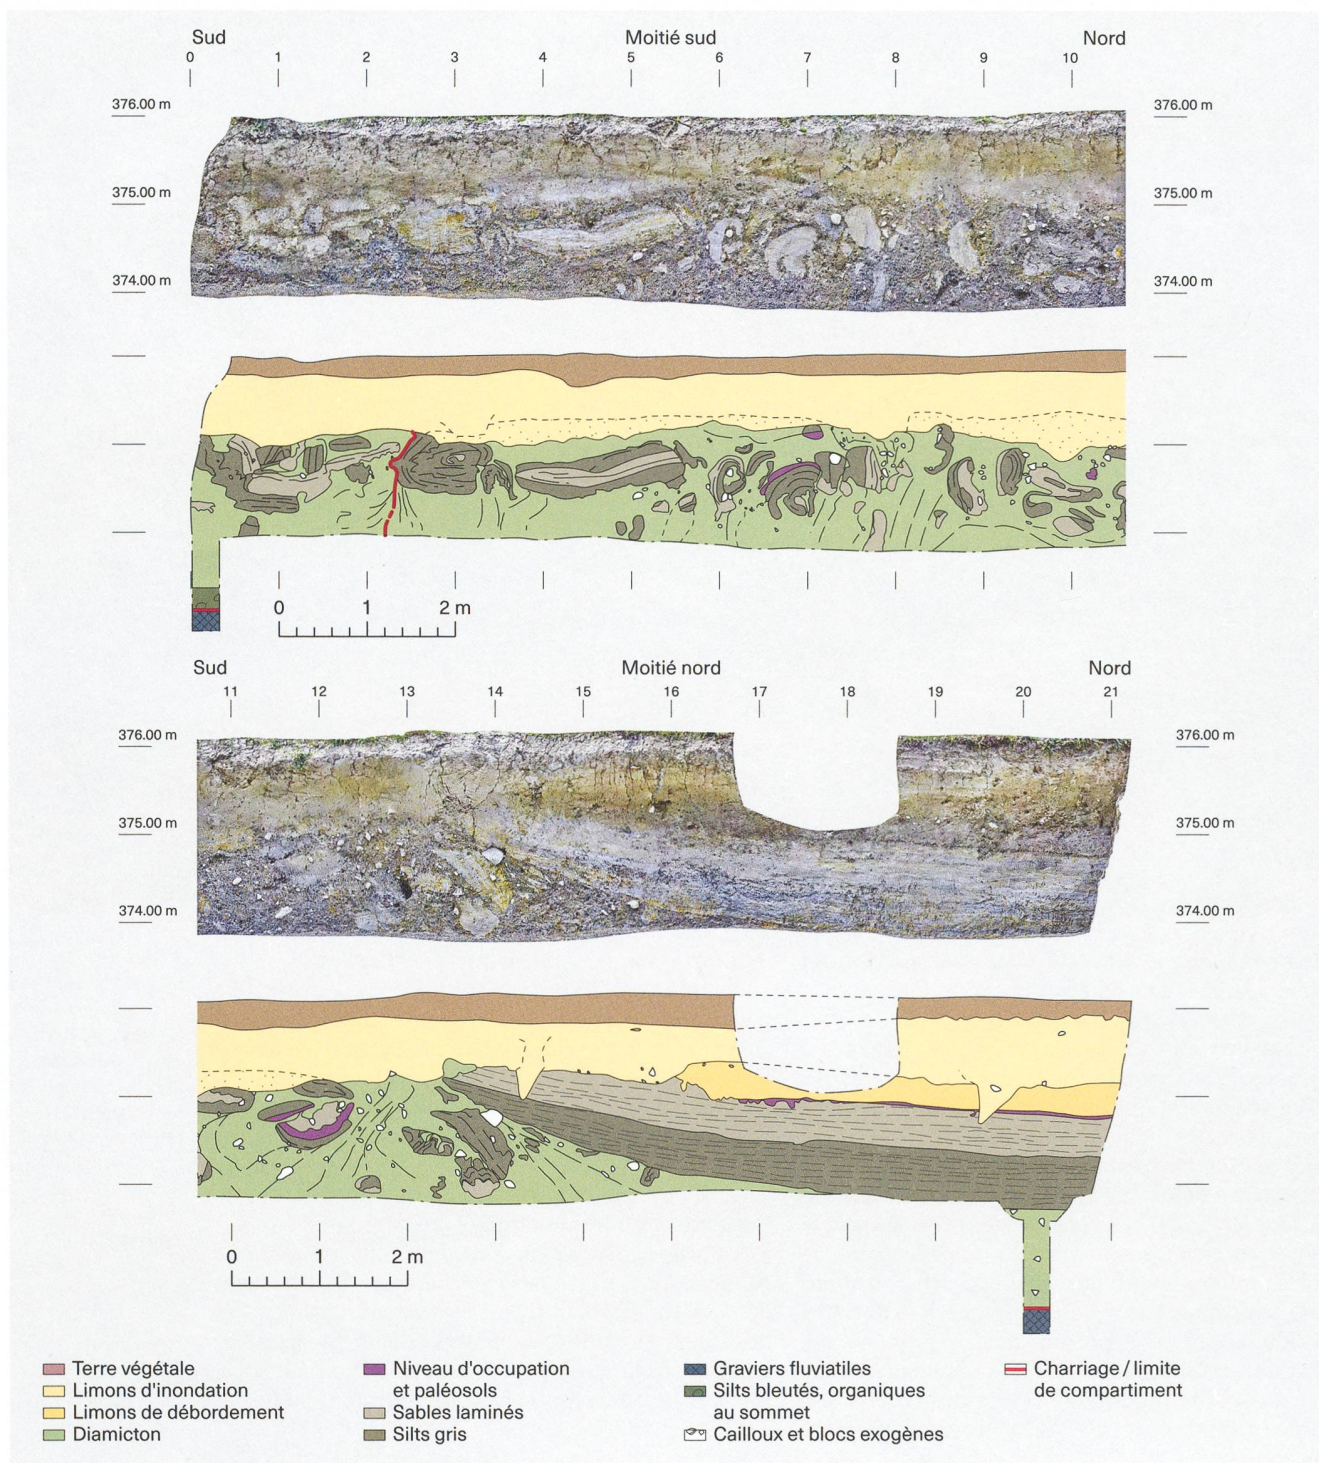 Sud Moitié sud Nord
0 1 2 3 4 5 6 7 8 9 10
376.00 m 376.00 m
375.00 m 375.00 m
374.00 m 374.00 m
0 1 2 m
Sud Moitié nord Nord
11 12 13 14 15 16 17 18 19 20 21
376.00 m 376.00 m
375.00 m 375.00 m
374.00 m 374.00 m
0 1 2 m
Terre végétale
Limons d'inondation
Limons de débordement
Diamicton
Niveau d'occupation
et paléosols
Sables laminés
Silts gris
Graviers fluviatiles
Silts bleutés, organiques
au sommet
Cailloux et blocs exogènes
Charriage / limite
de compartiment